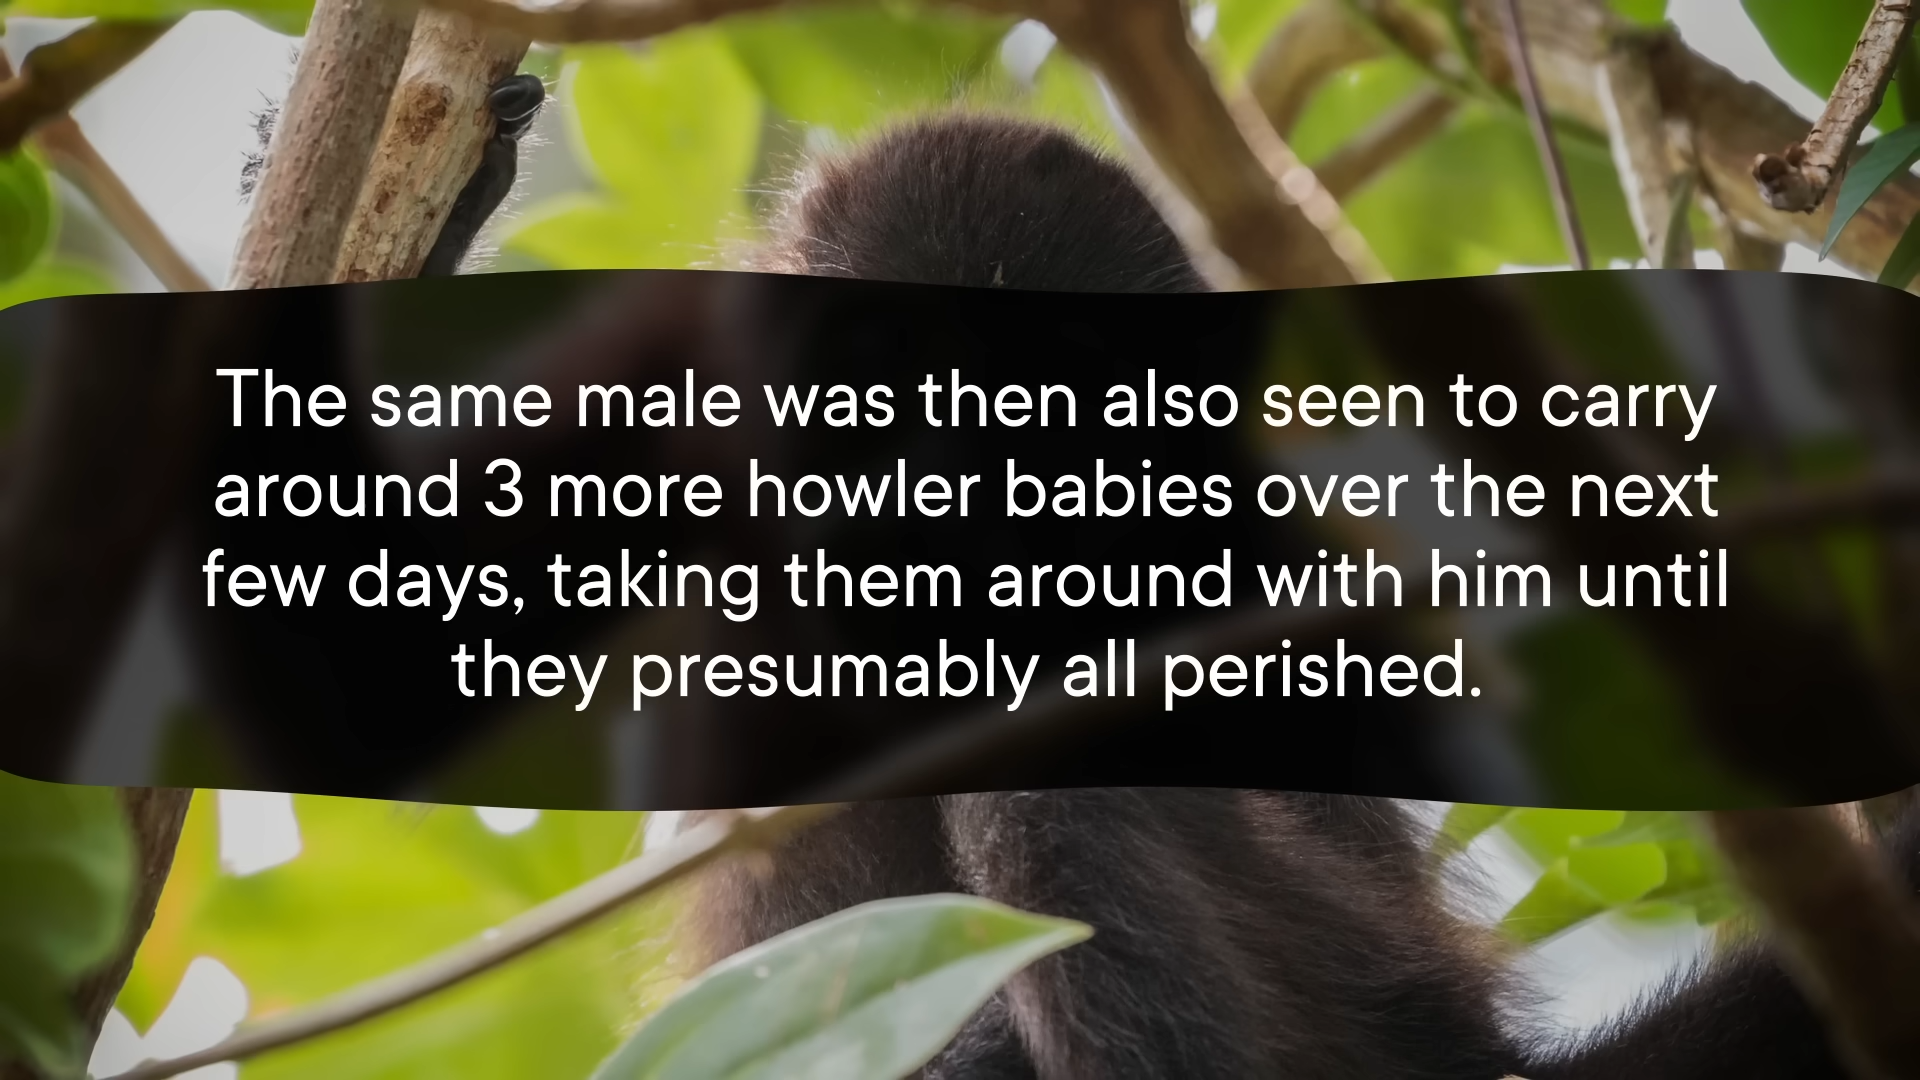 The same male was then also seen to carry
around 3 more howler babies over the next
few days, taking them around with him until
they presumably all perished.